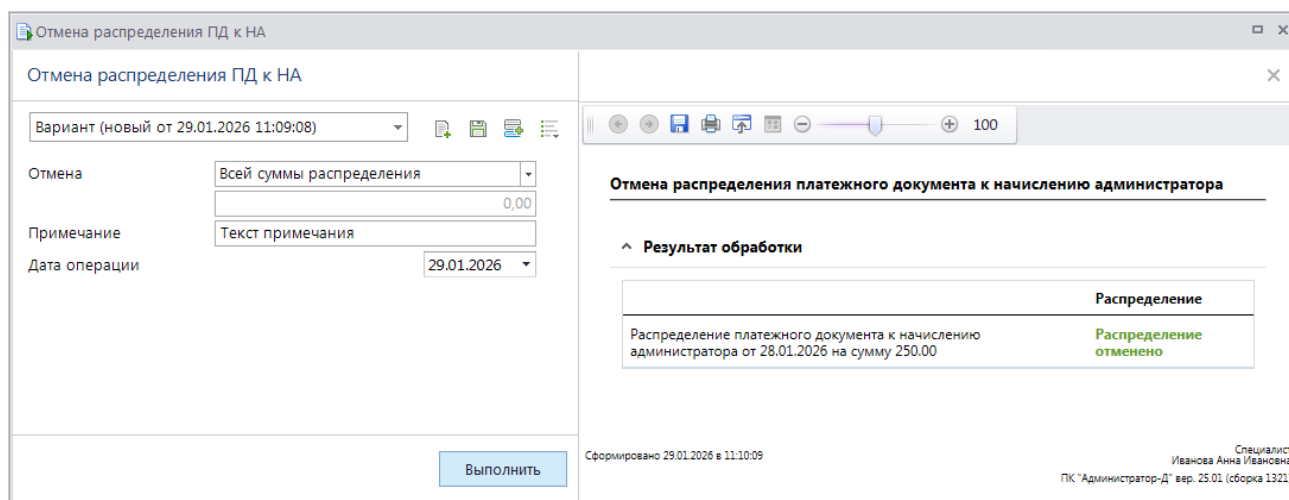 Отмена распределения ПД к НА
Отмена распределения ПД к НА
Вариант (новый от 29.01.2026 11:09:08)
Отмена
Всей суммы распределения
0,00
Примечание
Текст примечания
Дата операции
29.01.2026
Выполнить
100
Отмена распределения платежного документа к начислению администратора
Результат обработки
Распределение
Распределение платежного документа к начислению
администратора от 28.01.2026 на сумму 250.00
Распределение
отменено
Сформировано 29.01.2026 в 11:10:09
Специалист
Иванова Анна Ивановна
ПК "Администратор-Д" вер. 25.01 (сборка 1321)